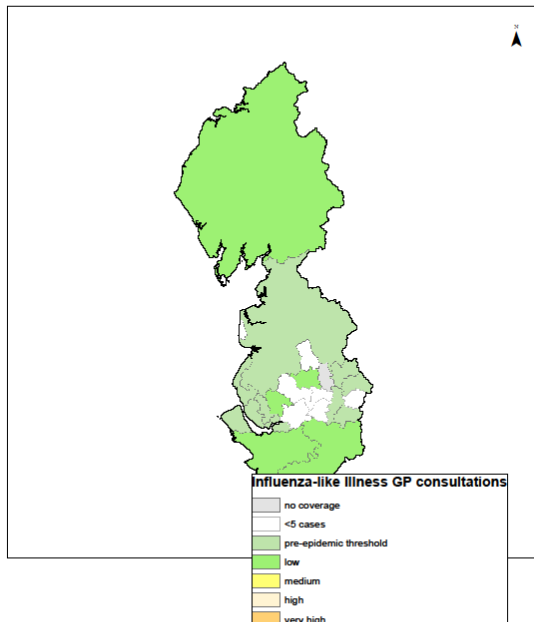 N
Influenza-like Illness GP consultations
no coverage
<5 cases
pre-epidemic threshold
low
medium
high
very high